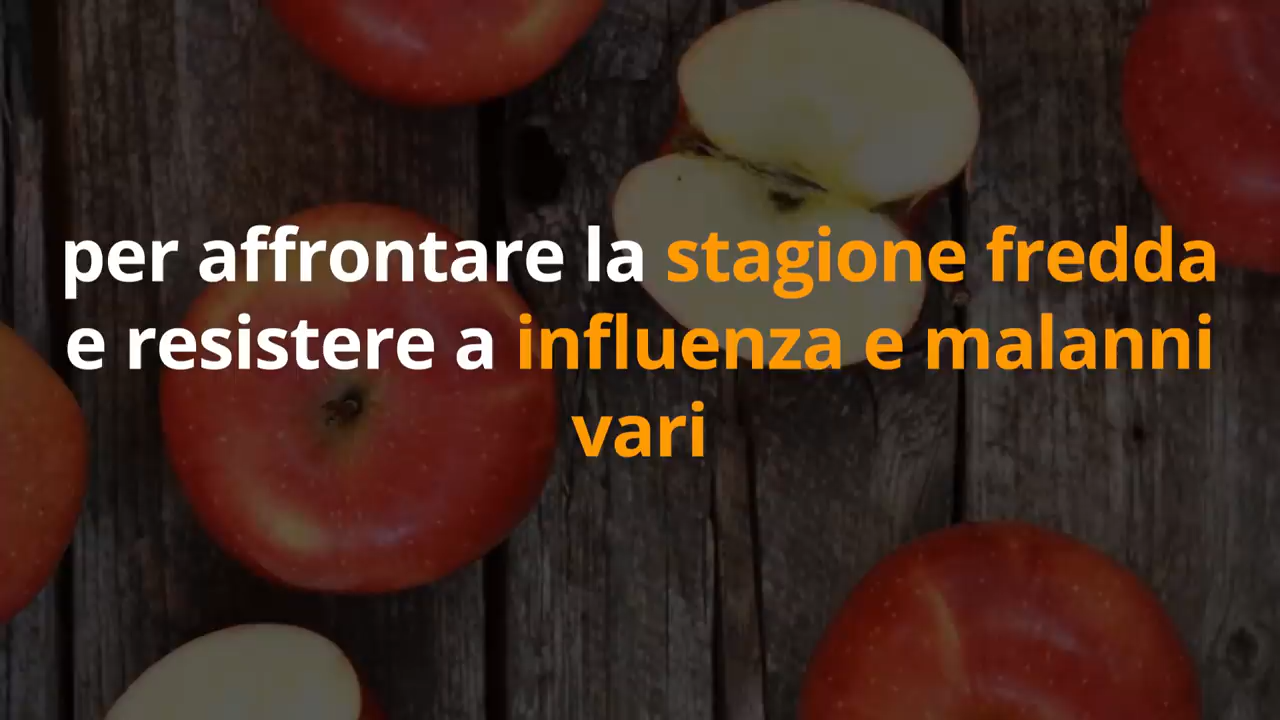 per affrontare la stagione fredda
e resistere a influenza e malanni
vari